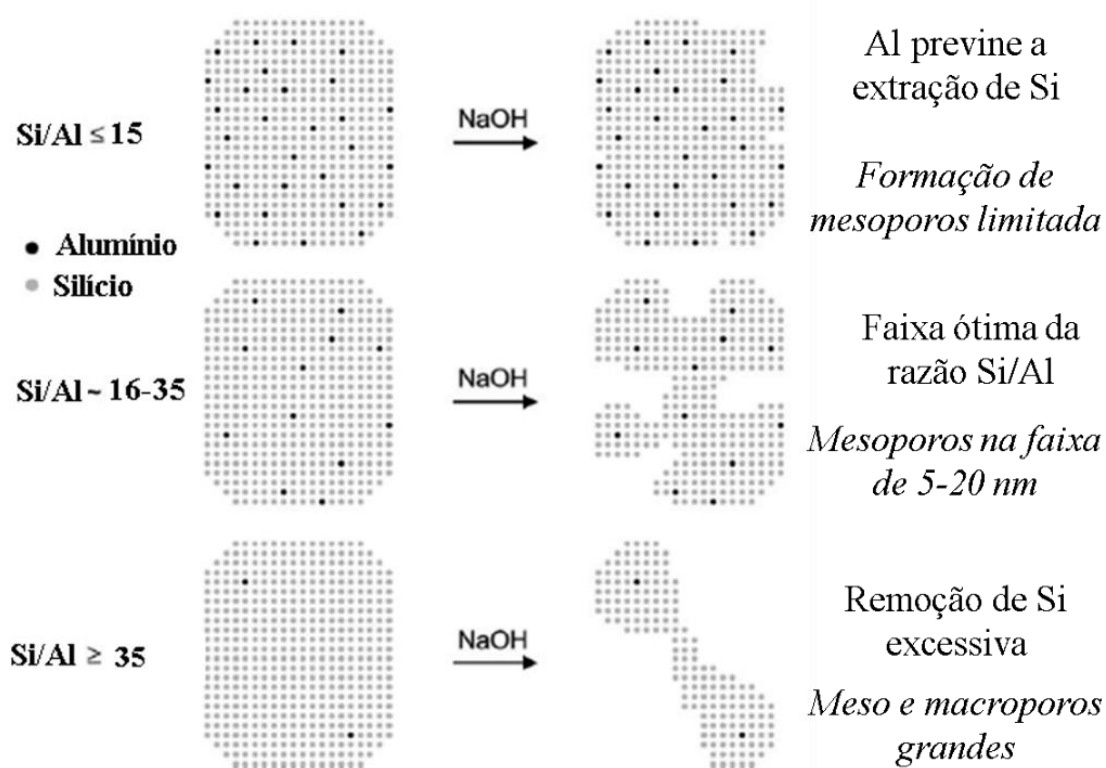 Si/Al ≤ 15
NaOH
Al previne a
extração de Si
Formação de
mesoporos limitada
Alumínio
Silício
Si/Al ~ 16-35
NaOH
Faixa ótima da
razão Si/Al
Mesoporos na faixa
de 5-20 nm
Si/Al ≥ 35
NaOH
Remoção de Si
excessiva
Meso e macroporos
grandes